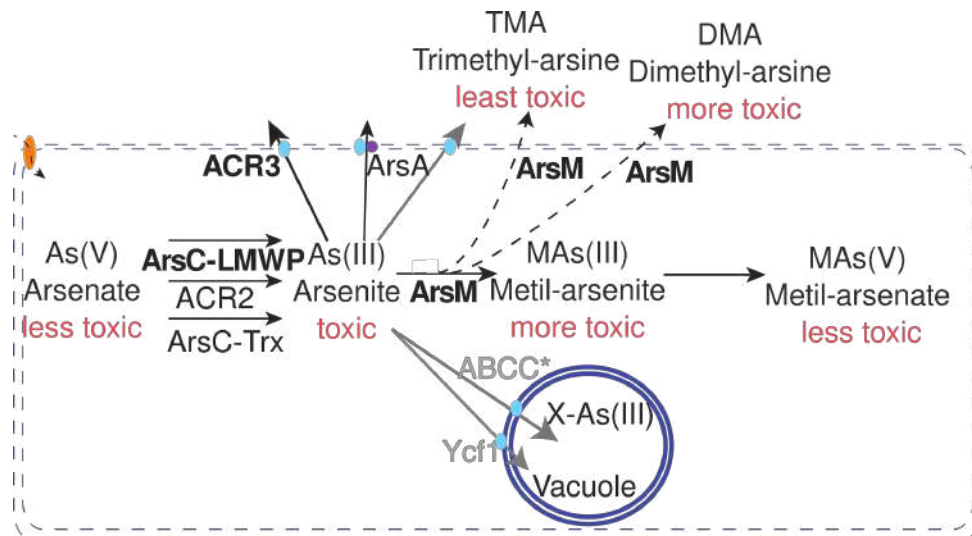 TMA
Trimethyl-arsine
least toxic
DMA
Dimethyl-arsine
more toxic
ACR3
ArsA
ArsM
ArsM
As(V)
Arsenate
less toxic
ArsC-LMWP
ACR2
ArsC-Trx
As(III)
Arsenite
toxic
ArsM
MAs(III)
Metil-arsenite
more toxic
MAs(V)
Metil-arsenate
less toxic
ABCC*
Ycf1
X-As(III)
Vacuole